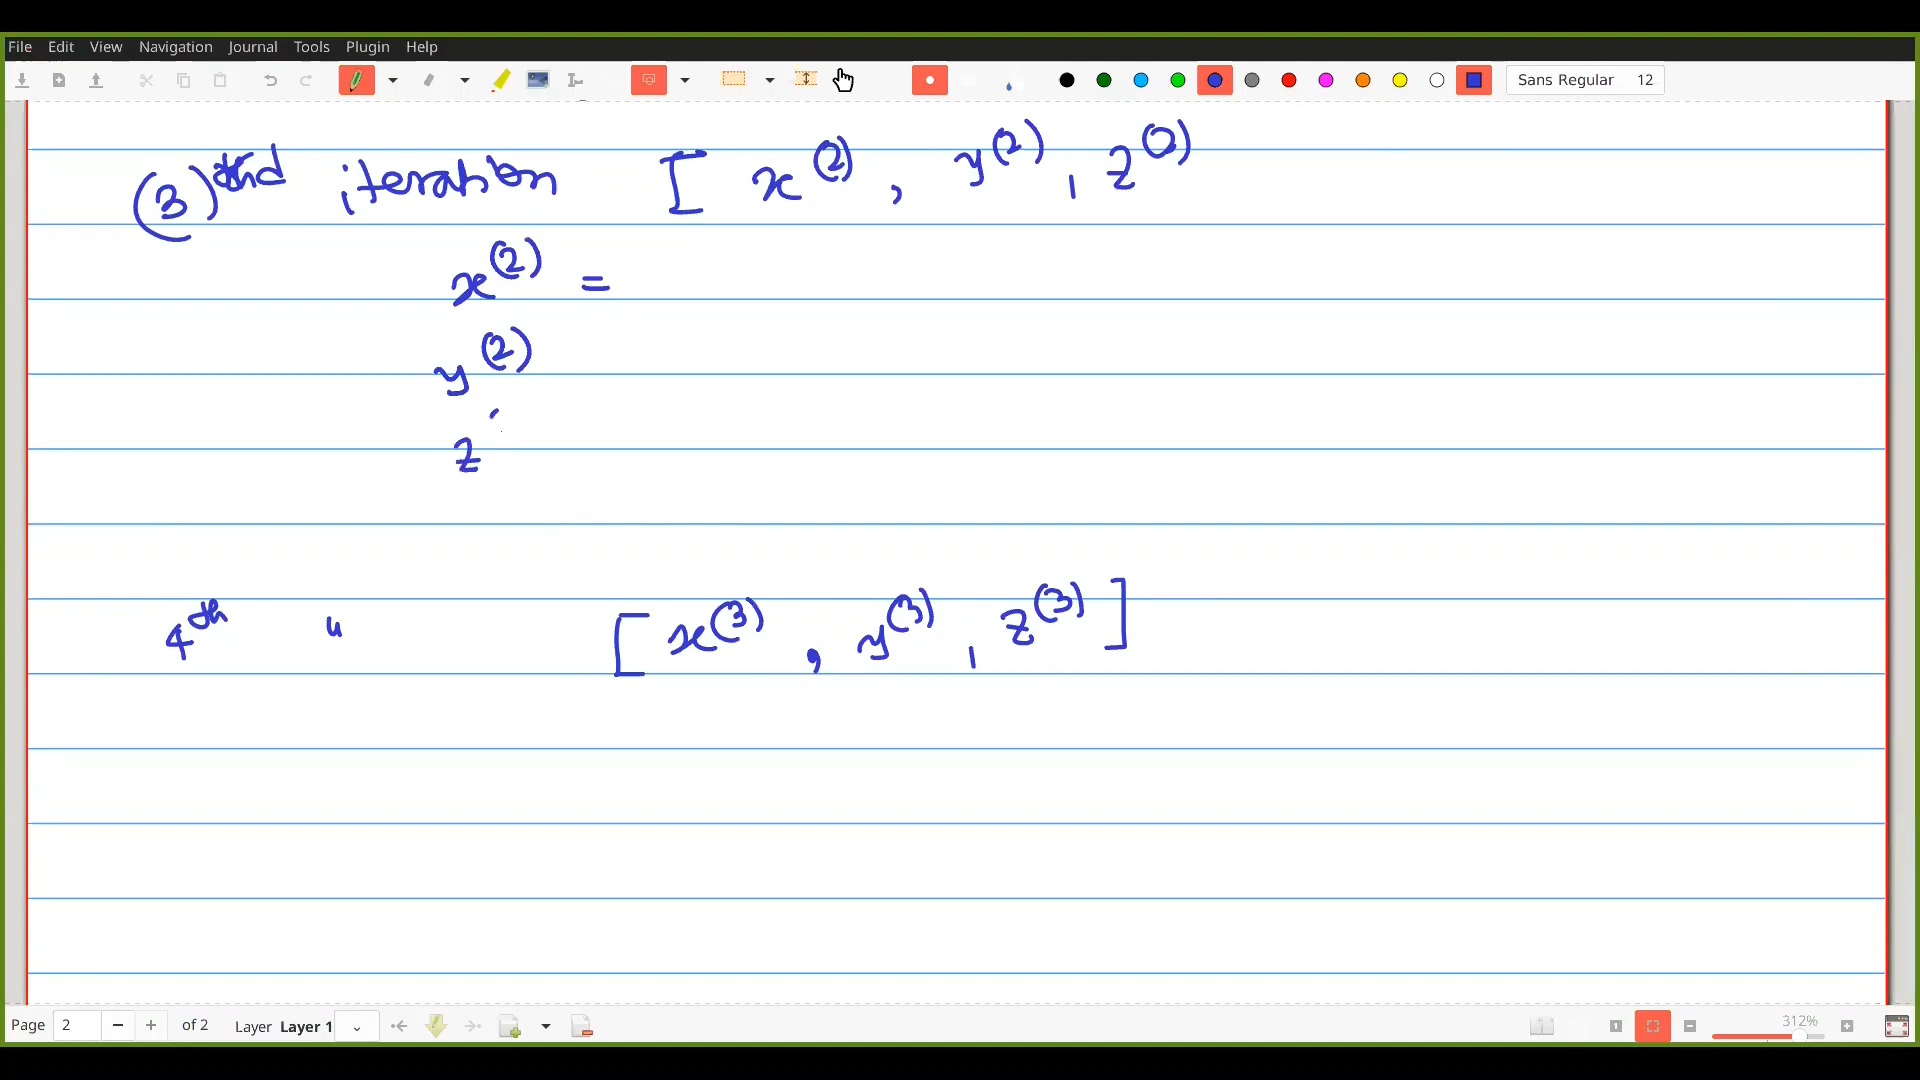 File Edit View Navigation Journal Tools Plugin Help
Sans Regular 12
(3)rd iteration [ x^(2) , y^(2) , z^(2)
x^(2) =
y^(2)
z
4th " [ x^(3) , y^(3) , z^(3) ]
Page 2 of 2 Layer Layer 1 312%